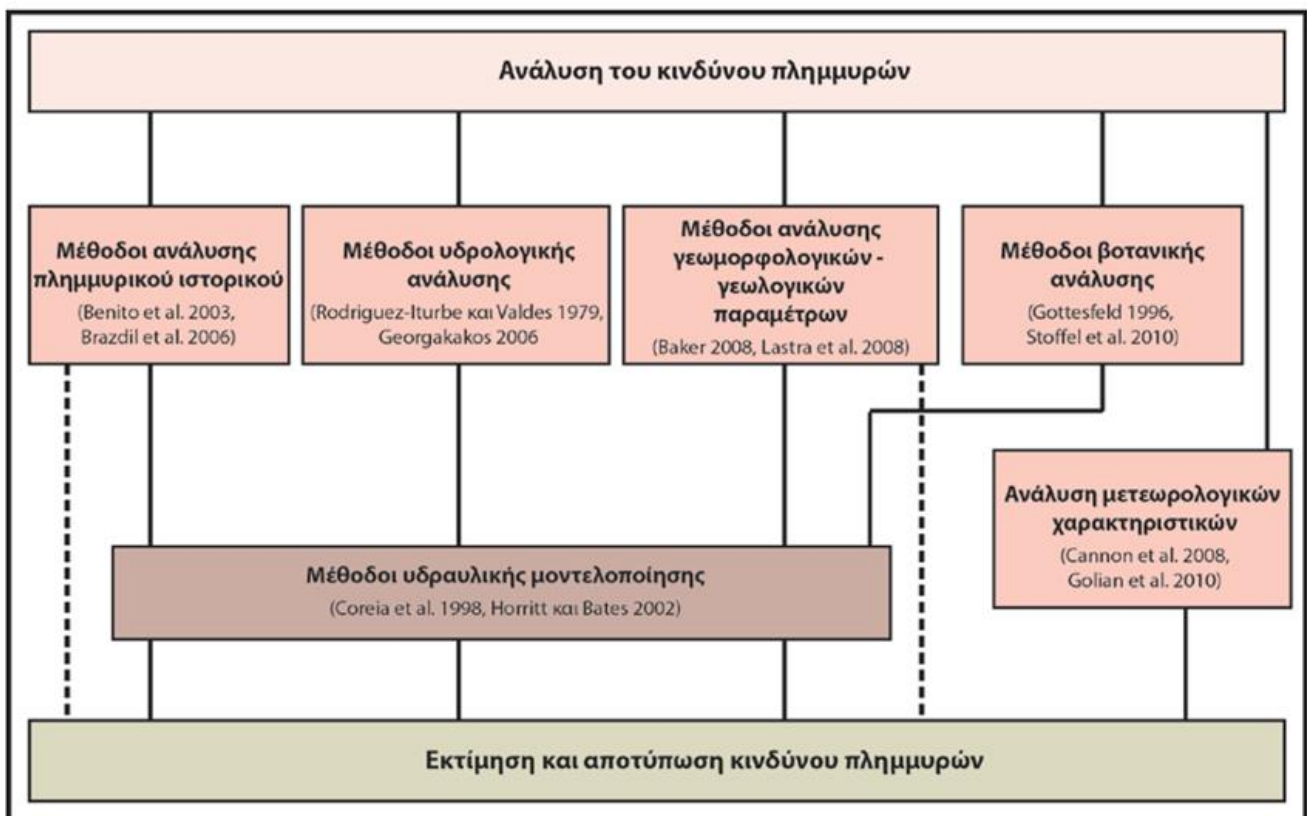 Ανάλυση του κινδύνου πλημμυρών
Μέθοδοι ανάλυσης
πλημμυρικού ιστορικού
(Benito et al. 2003,
Brazdil et al. 2006)
Μέθοδοι υδρολογικής
ανάλυσης
(Rodriguez-Iturbe και Valdes 1979,
Georgakakos 2006
Μέθοδοι ανάλυσης
γεωμορφολογικών -
γεωλογικών
παραμέτρων
(Baker 2008, Lastra et al. 2008)
Μέθοδοι βοτανικής
ανάλυσης
(Gottesfeld 1996,
Stoffel et al. 2010)
Ανάλυση μετεωρολογικών
χαρακτηριστικών
(Cannon et al. 2008,
Golian et al. 2010)
Μέθοδοι υδραυλικής μοντελοποίησης
(Coreia et al. 1998, Horritt και Bates 2002)
Εκτίμηση και αποτύπωση κινδύνου πλημμυρών